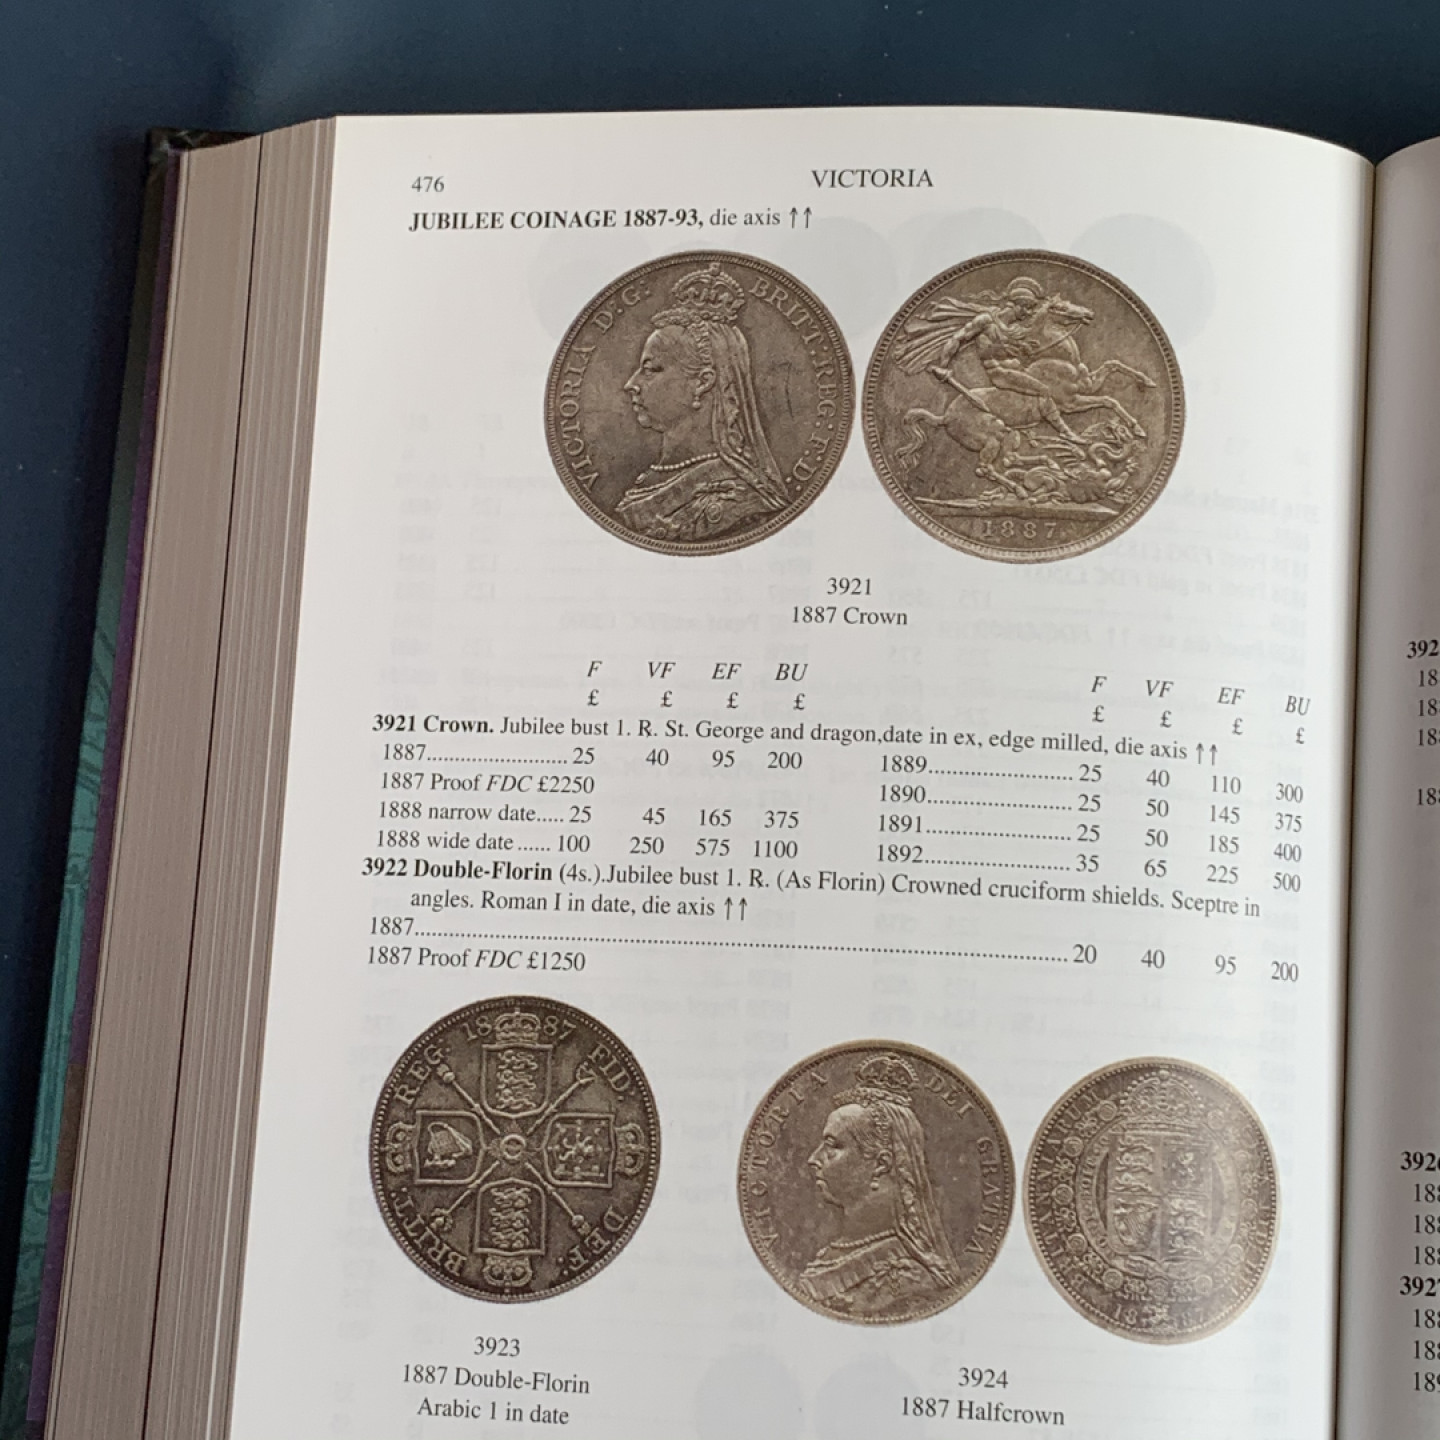 476
VICTORIA
JUBILEE COINAGE 1887-93, die axis ↑↑
VICTORIA D:G: BRITT:REG:F:D:
1887
3921
1887 Crown
F VF EF BU F VF EF BU
£ £ £ £ £ £ £ £
3921 Crown. Jubilee bust 1. R. St. George and dragon,date in ex, edge milled, die axis ↑↑
1887.......................... 25 40 95 200 1889.......................... 25 40 110 300
1887 Proof FDC £2250 1890.......................... 25 50 145 375
1888 narrow date..... 25 45 165 375 1891.......................... 25 50 185 400
1888 wide date ...... 100 250 575 1100 1892.......................... 35 65 225 500
3922 Double-Florin (4s.).Jubilee bust 1. R. (As Florin) Crowned cruciform shields. Sceptre in
angles. Roman I in date, die axis ↑↑
1887.................................................................................................................... 20 40 95 200
1887 Proof FDC £1250
1887 FID: DEF: BRITT: REG:
VICTORIA DEI GRATIA
3923
1887 Double-Florin
Arabic 1 in date
3924
1887 Halfcrown